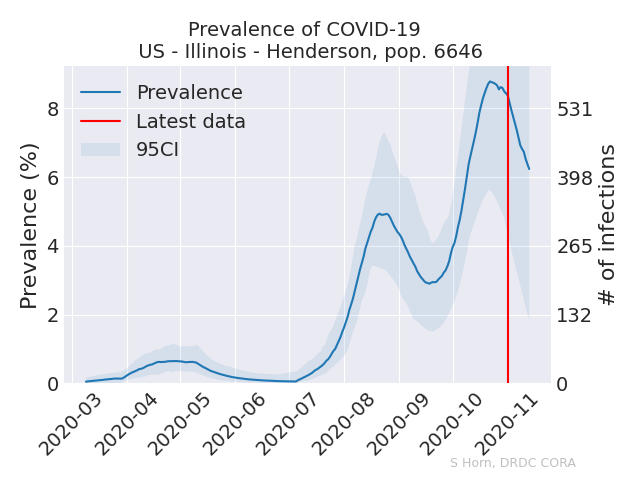 Prevalence of COVID-19
US - Illinois - Henderson, pop. 6646
Prevalence
Latest data
95CI
Prevalence (%)
8
6
4
2
0
# of infections
531
398
265
132
0
2020-03
2020-04
2020-05
2020-06
2020-07
2020-08
2020-09
2020-10
2020-11
S Horn, DRDC CORA